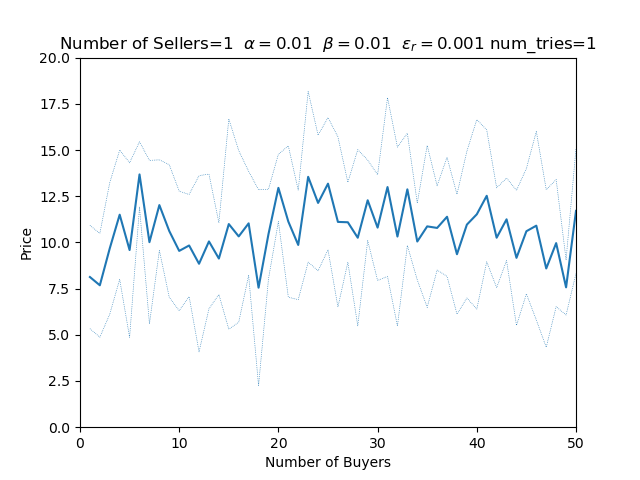 Number of Sellers=1 α = 0.01 β = 0.01 εr = 0.001 num_tries=1
20.0
17.5
15.0
12.5
10.0
7.5
5.0
2.5
0.0
Price
0 10 20 30 40 50
Number of Buyers